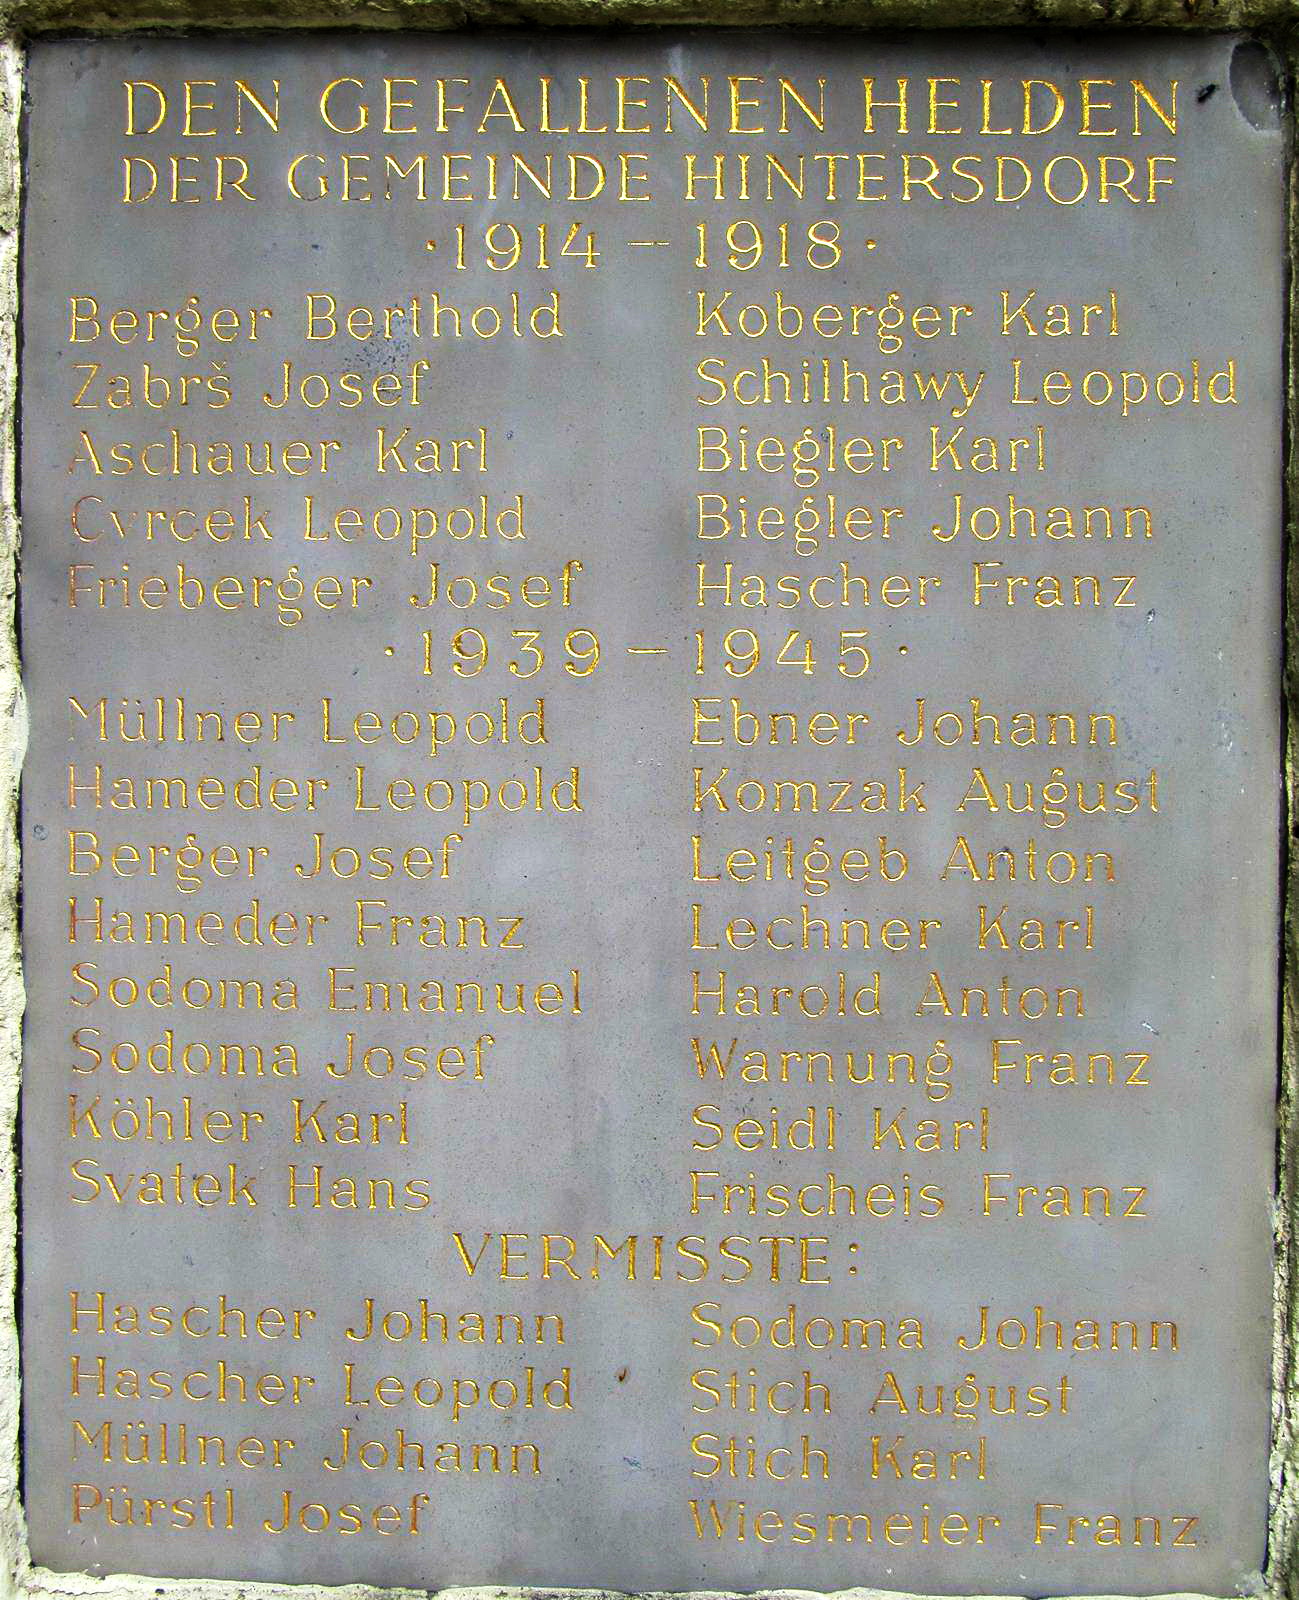 DEN GEFALLENEN HELDEN
DER GEMEINDE HINTERSDORF
· 1914 – 1918 ·
Berger Berthold Koberger Karl
Zabrš Josef Schilhawy Leopold
Aschauer Karl Biegler Karl
Cvrcek Leopold Biegler Johann
Frieberger Josef Hascher Franz
· 1939 – 1945 ·
Müllner Leopold Ebner Johann
Hameder Leopold Komzak August
Berger Josef Leitgeb Anton
Hameder Franz Lechner Karl
Sodoma Emanuel Harold Anton
Sodoma Josef Warnung Franz
Köhler Karl Seidl Karl
Svatek Hans Frischeis Franz
VERMISSTE:
Hascher Johann Sodoma Johann
Hascher Leopold Stich August
Müllner Johann Stich Karl
Pürstl Josef Wiesmeier Franz